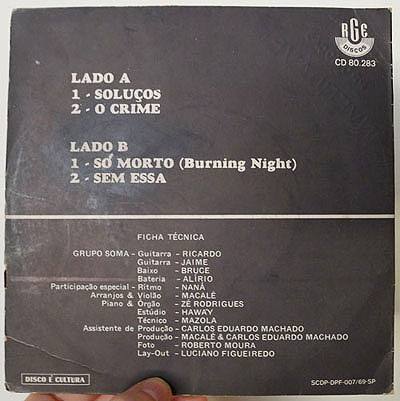 RGE
DISCOS
CD 80.283
LADO A
1 - SOLUÇOS
2 - O CRIME
LADO B
1 - SÓ MORTO (Burning Night)
2 - SEM ESSA
FICHA TÉCNICA
GRUPO SOMA - Guitarra - RICARDO
Guitarra - JAIME
Baixo - BRUCE
Bateria - ALÍRIO
Participação especial - Ritmo - NANÁ
Arranjos & Violão - MACALÉ
Piano & Órgão - ZÉ RODRIGUES
Estúdio - HAWAY
Técnico - MAZOLA
Assistente de Produção - CARLOS EDUARDO MACHADO
Produção - MACALÉ & CARLOS EDUARDO MACHADO
Foto - ROBERTO MOURA
Lay-Out - LUCIANO FIGUEIREDO
DISCO É CULTURA
SCDP-DPF-007/69-SP